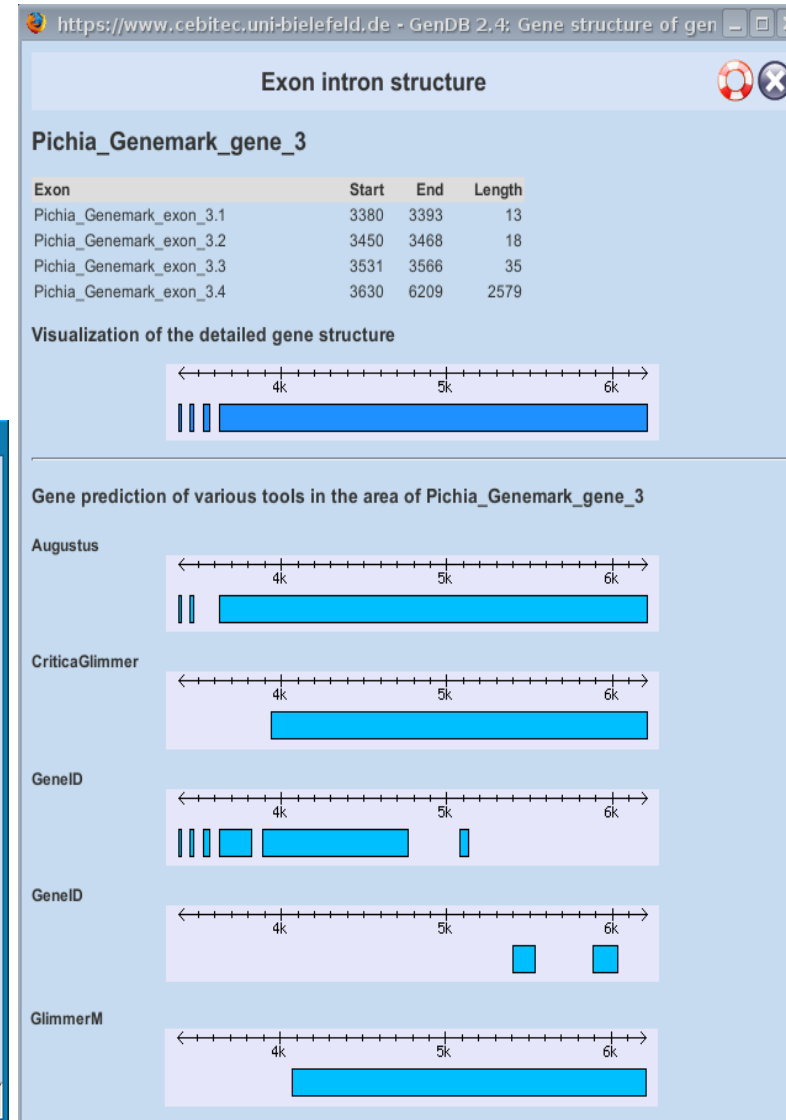 https://www.cebitec.uni-bielefeld.de - GenDB 2.4: Gene structure of gen
Exon intron structure
Pichia_Genemark_gene_3
Exon Start End Length
Pichia_Genemark_exon_3.1 3380 3393 13
Pichia_Genemark_exon_3.2 3450 3468 18
Pichia_Genemark_exon_3.3 3531 3566 35
Pichia_Genemark_exon_3.4 3630 6209 2579
Visualization of the detailed gene structure
4k 5k 6k
Gene prediction of various tools in the area of Pichia_Genemark_gene_3
Augustus
4k 5k 6k
CriticaGlimmer
4k 5k 6k
GeneID
4k 5k 6k
GeneID
4k 5k 6k
GlimmerM
4k 5k 6k